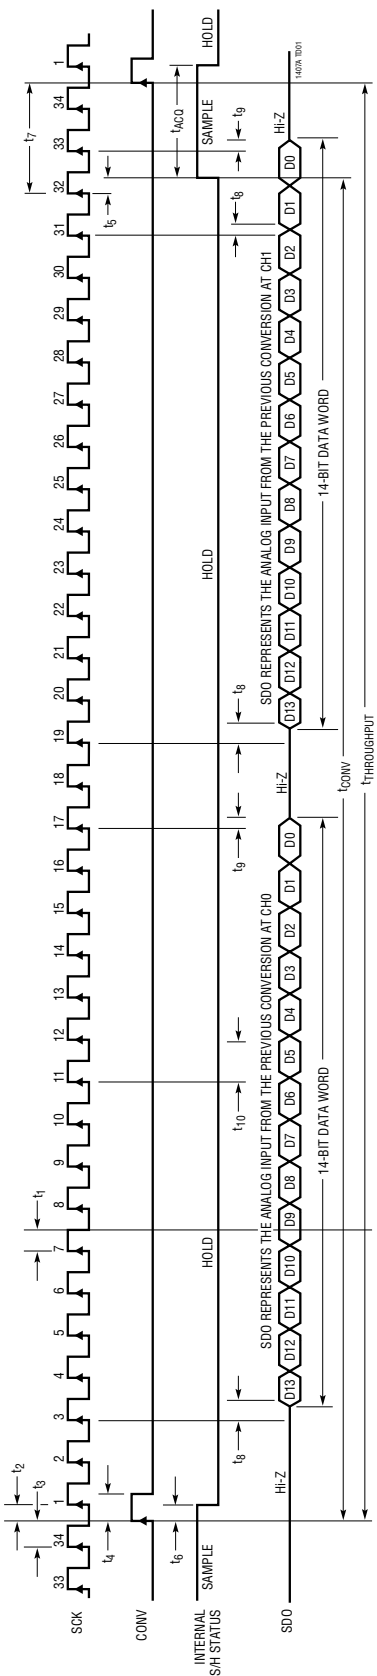 t2
t3
t1
t7
33 34 1 2 3 4 5 6 7 8 9 10 11 12 13 14 15 16 17 18 19 20 21 22 23 24 25 26 27 28 29 30 31 32 33 34 1
SCK
t4
t5
tACQ
CONV
t6
INTERNAL
S/H STATUS
SAMPLE HOLD HOLD SAMPLE HOLD
t8 t10 t9 t8 t8 t9
SDO REPRESENTS THE ANALOG INPUT FROM THE PREVIOUS CONVERSION AT CH0
SDO REPRESENTS THE ANALOG INPUT FROM THE PREVIOUS CONVERSION AT CH1
Hi-Z Hi-Z Hi-Z
SDO
D13 D12 D11 D10 D9 D8 D7 D6 D5 D4 D3 D2 D1 D0
D13 D12 D11 D10 D9 D8 D7 D6 D5 D4 D3 D2 D1 D0
1407A TD01
14-BIT DATA WORD
14-BIT DATA WORD
tCONV
tTHROUGHPUT